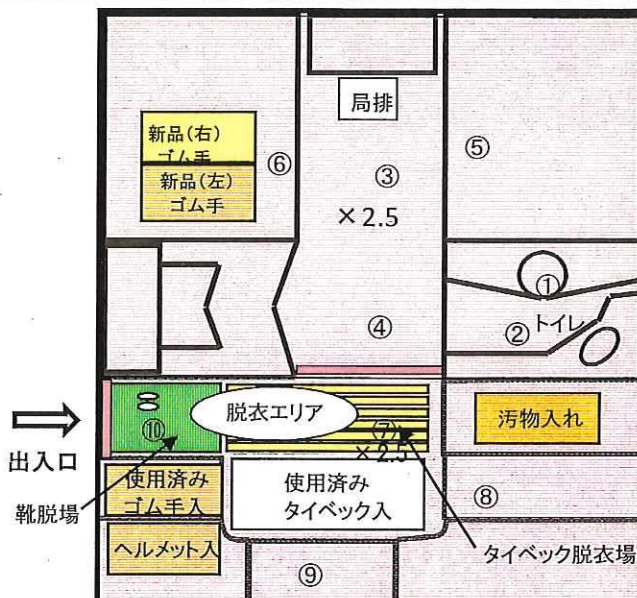 局排
新品(右)
ゴム手
新品(左)
ゴム手
⑥
③
⑤
×2.5
④
①
②
トイレ
出入口
⑩
脱衣エリア
⑦
×2.5
汚物入れ
靴脱場
使用済み
ゴム手入
使用済み
タイベック入
⑧
ヘルメット入
⑨
タイベック脱衣場